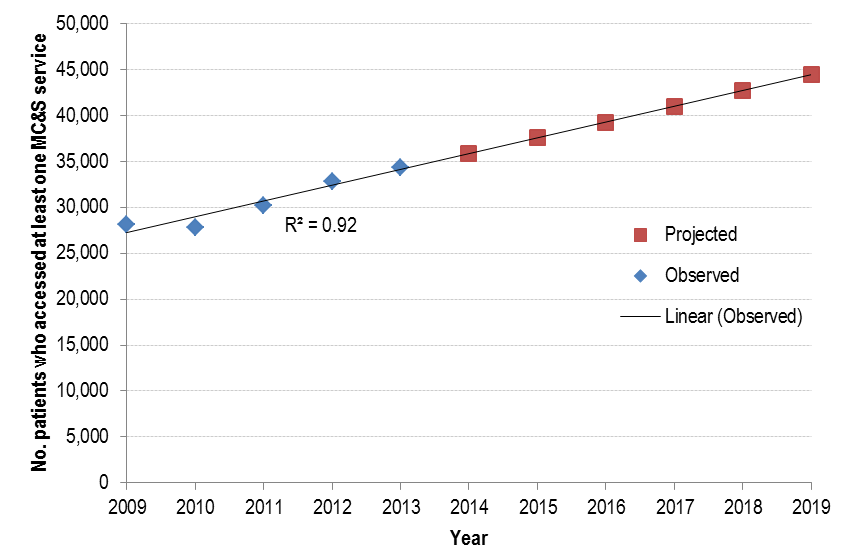 No. patients who accessed at least one MC&S service
50,000
45,000
40,000
35,000
30,000
25,000
20,000
15,000
10,000
5,000
0
R² = 0.92
Projected
Observed
Linear (Observed)
2009 2010 2011 2012 2013 2014 2015 2016 2017 2018 2019
Year